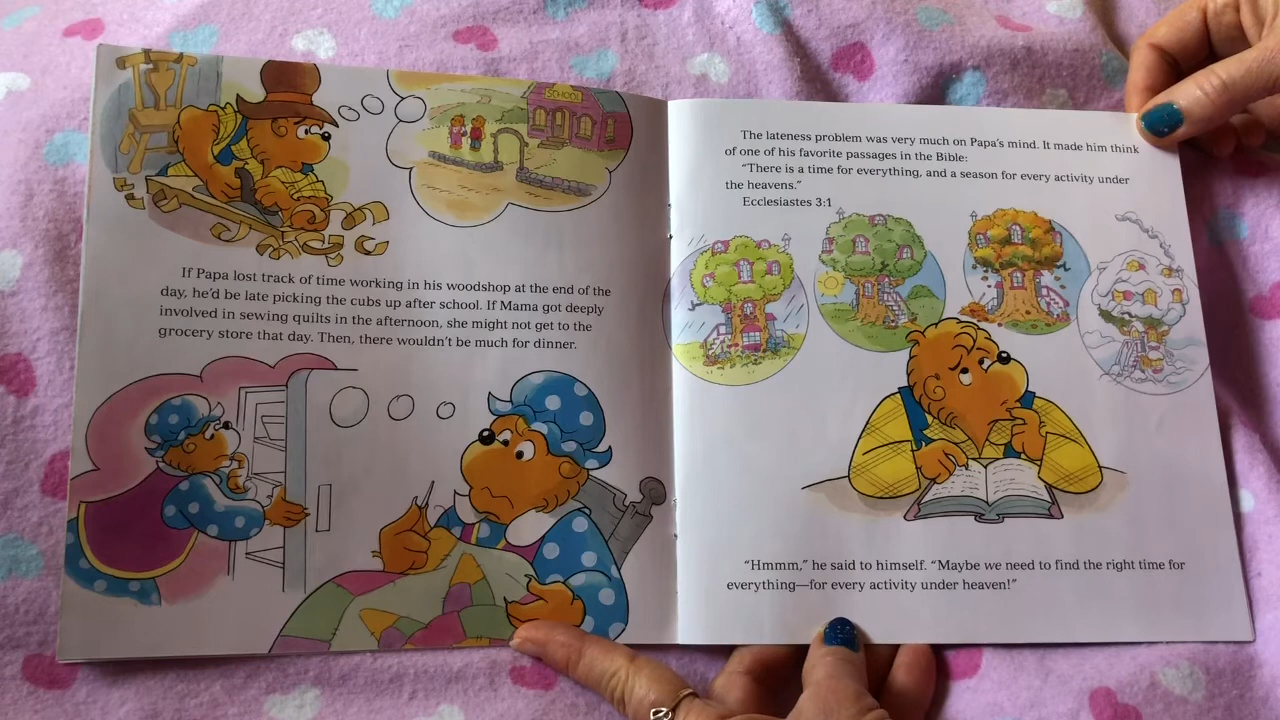 SCHOOL
If Papa lost track of time working in his woodshop at the end of the
day, he'd be late picking the cubs up after school. If Mama got deeply
involved in sewing quilts in the afternoon, she might not get to the
grocery store that day. Then, there wouldn't be much for dinner.
The lateness problem was very much on Papa's mind. It made him think
of one of his favorite passages in the Bible:
"There is a time for everything, and a season for every activity under
the heavens."
Ecclesiastes 3:1
"Hmmm," he said to himself. "Maybe we need to find the right time for
everything—for every activity under heaven!"